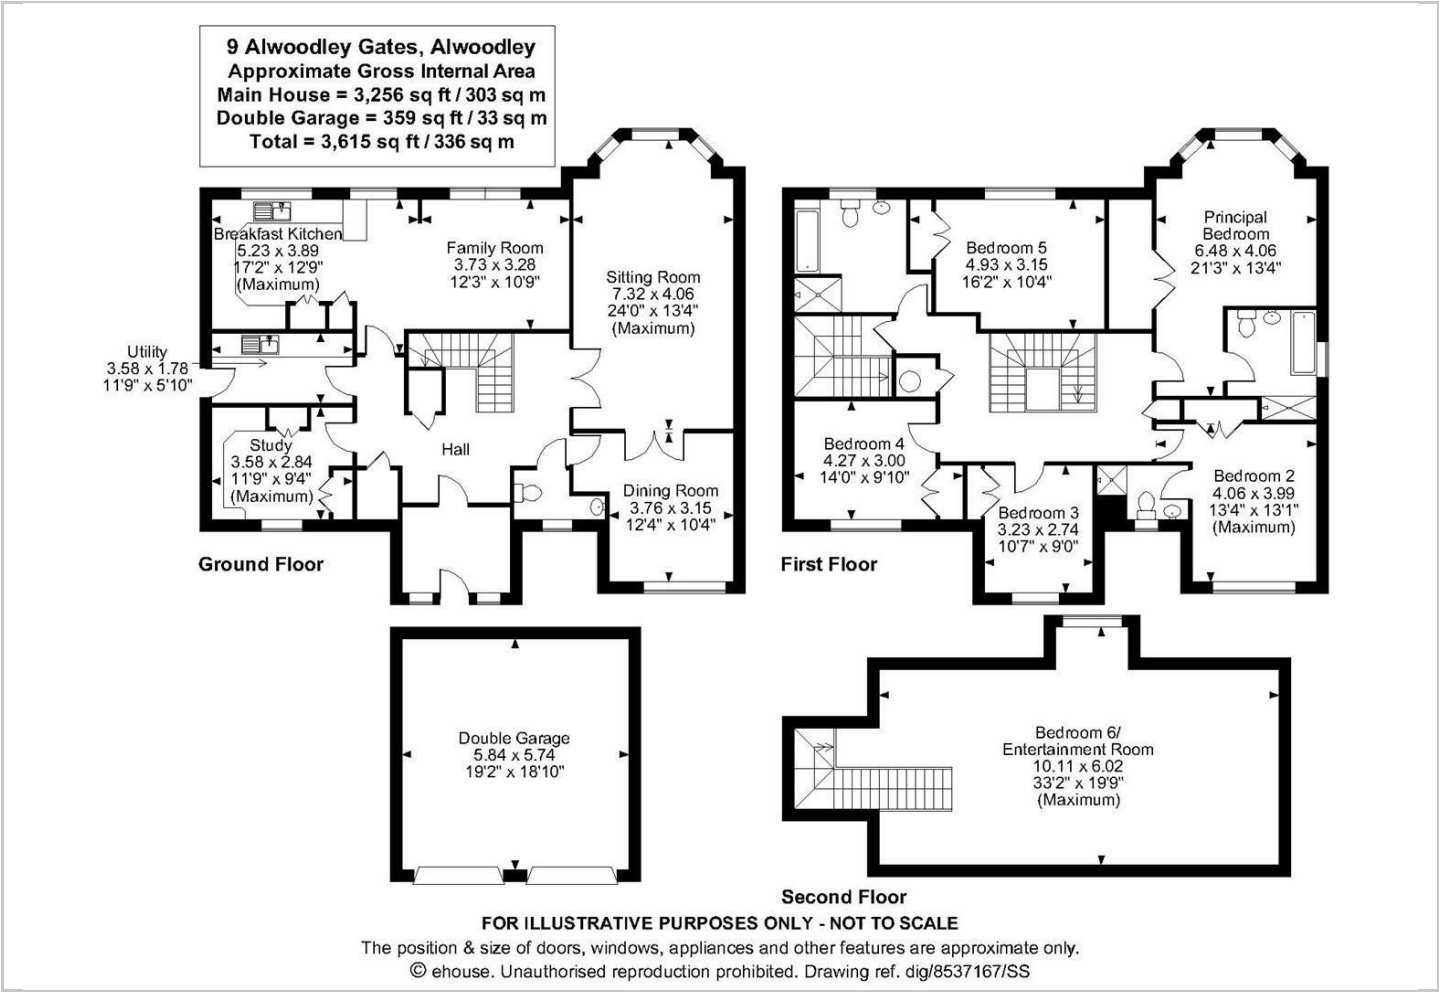 9 Alwoodley Gates, Alwoodley
Approximate Gross Internal Area
Main House = 3,256 sq ft / 303 sq m
Double Garage = 359 sq ft / 33 sq m
Total = 3,615 sq ft / 336 sq m
Breakfast Kitchen
5.23 x 3.89
17'2" x 12'9"
(Maximum)
Family Room
3.73 x 3.28
12'3" x 10'9"
Sitting Room
7.32 x 4.06
24'0" x 13'4"
(Maximum)
Utility
3.58 x 1.78
11'9" x 5'10"
Study
3.58 x 2.84
11'9" x 9'4"
(Maximum)
Hall
Dining Room
3.76 x 3.15
12'4" x 10'4"
Ground Floor
Principal
Bedroom
6.48 x 4.06
21'3" x 13'4"
Bedroom 5
4.93 x 3.15
16'2" x 10'4"
Bedroom 4
4.27 x 3.00
14'0" x 9'10"
Bedroom 3
3.23 x 2.74
10'7" x 9'0"
Bedroom 2
4.06 x 3.99
13'4" x 13'1"
(Maximum)
First Floor
Double Garage
5.84 x 5.74
19'2" x 18'10"
Bedroom 6/
Entertainment Room
10.11 x 6.02
33'2" x 19'9"
(Maximum)
Second Floor
FOR ILLUSTRATIVE PURPOSES ONLY - NOT TO SCALE
The position & size of doors, windows, appliances and other features are approximate only.
© ehouse. Unauthorised reproduction prohibited. Drawing ref. dig/8537167/SS